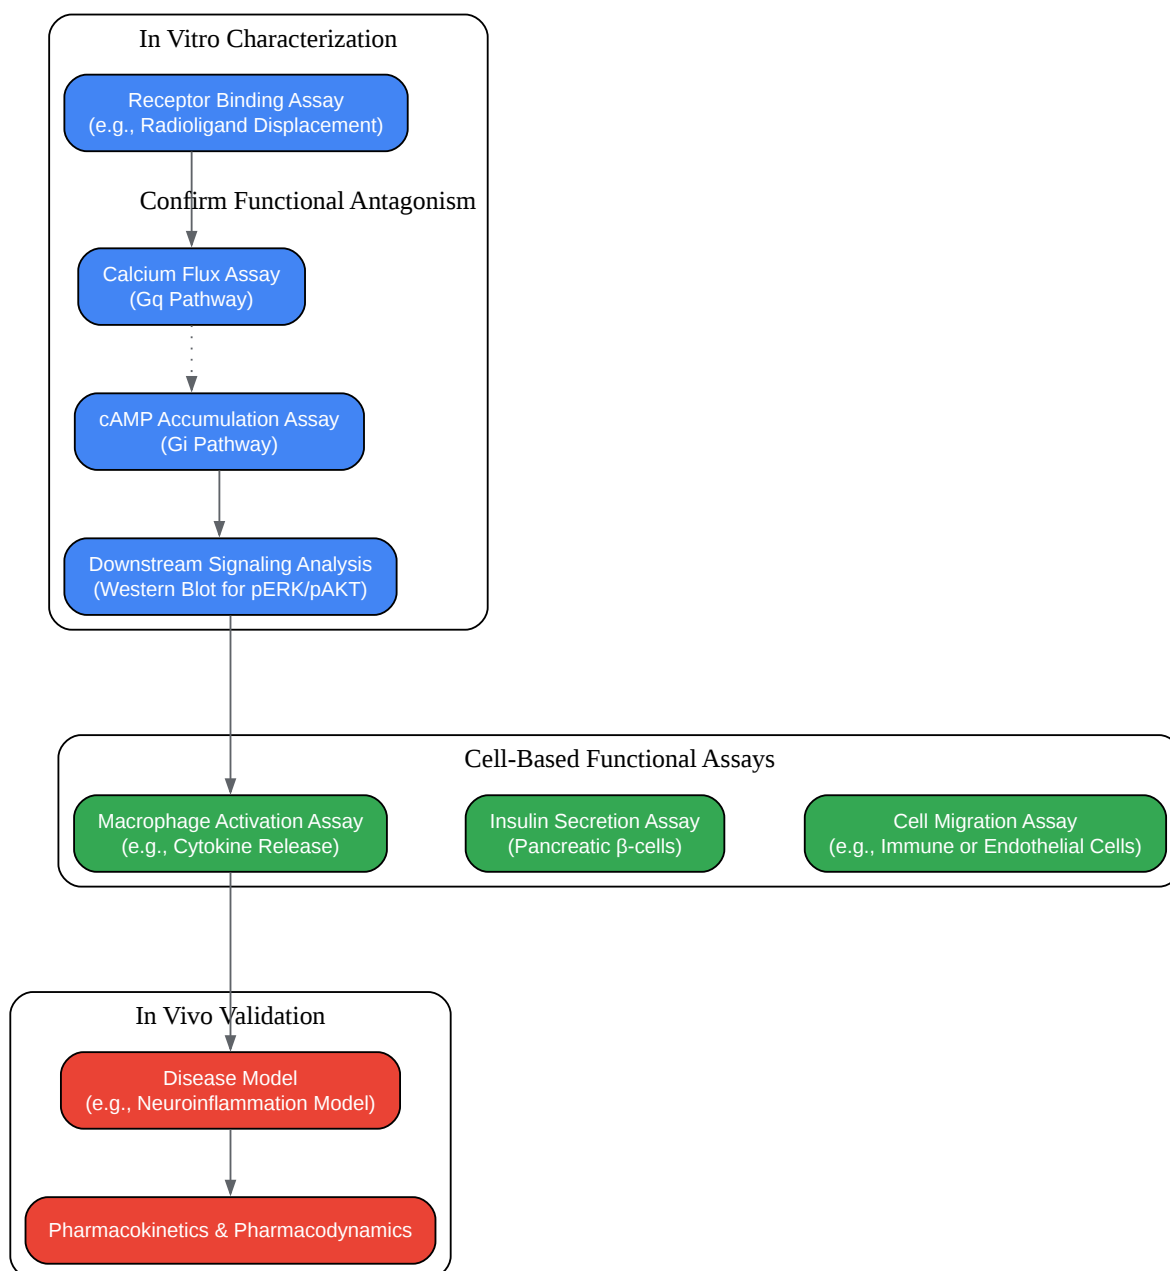 In Vitro Characterization
Receptor Binding Assay
(e.g., Radioligand Displacement)
Confirm Functional Antagonism
Calcium Flux Assay
(Gq Pathway)
cAMP Accumulation Assay
(Gi Pathway)
Downstream Signaling Analysis
(Western Blot for pERK/pAKT)
Cell-Based Functional Assays
Macrophage Activation Assay
(e.g., Cytokine Release)
Insulin Secretion Assay
(Pancreatic β-cells)
Cell Migration Assay
(e.g., Immune or Endothelial Cells)
In Vivo Validation
Disease Model
(e.g., Neuroinflammation Model)
Pharmacokinetics & Pharmacodynamics